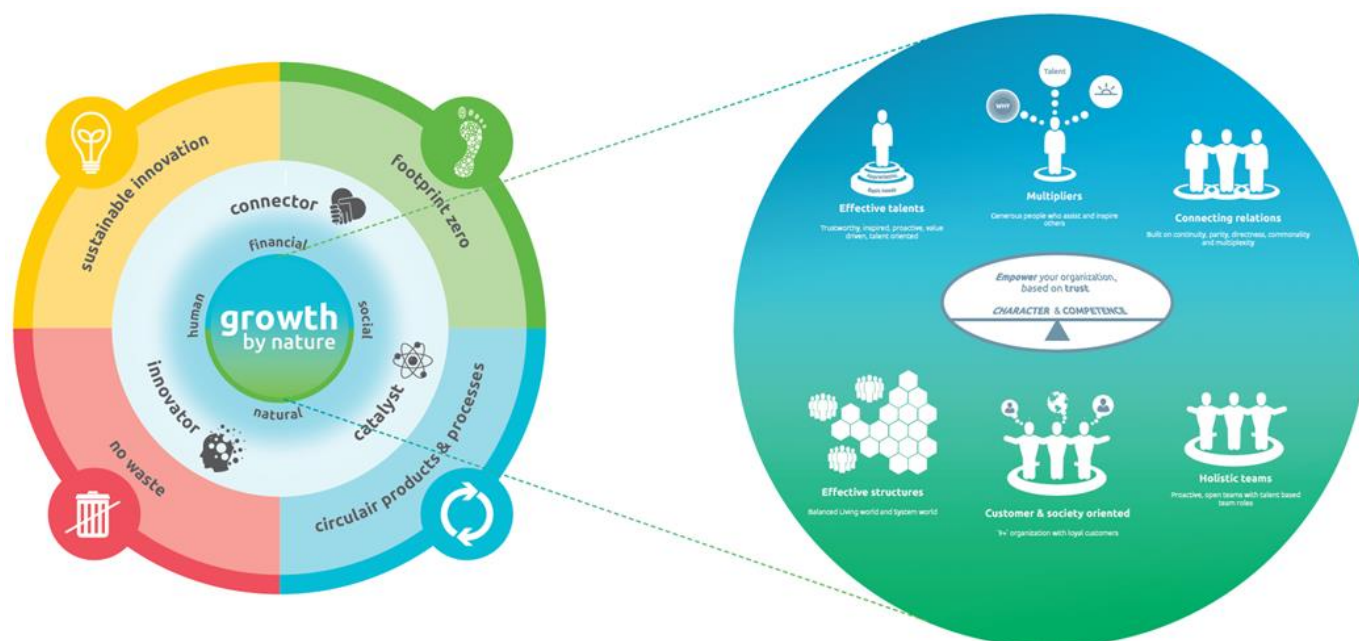 sustainable innovation
footprint zero
connector
financial
human
social
growth
by nature
natural
innovator
catalyst
no waste
circulair products & processes
WHY
Talent
Basic needs
Effective talents
Trustworthy, inspired, proactive, value
driven, talent oriented
Multipliers
Generous people who assist and inspire
others
Connecting relations
Built on continuity, parity, directness, commonality
and multiplexity
Empower your organization,
based on trust
CHARACTER & COMPETENCE
Effective structures
Balanced Living world and System world
Customer & society oriented
organization with loyal customers
Holistic teams
Proactive, open teams with talent based
team roles